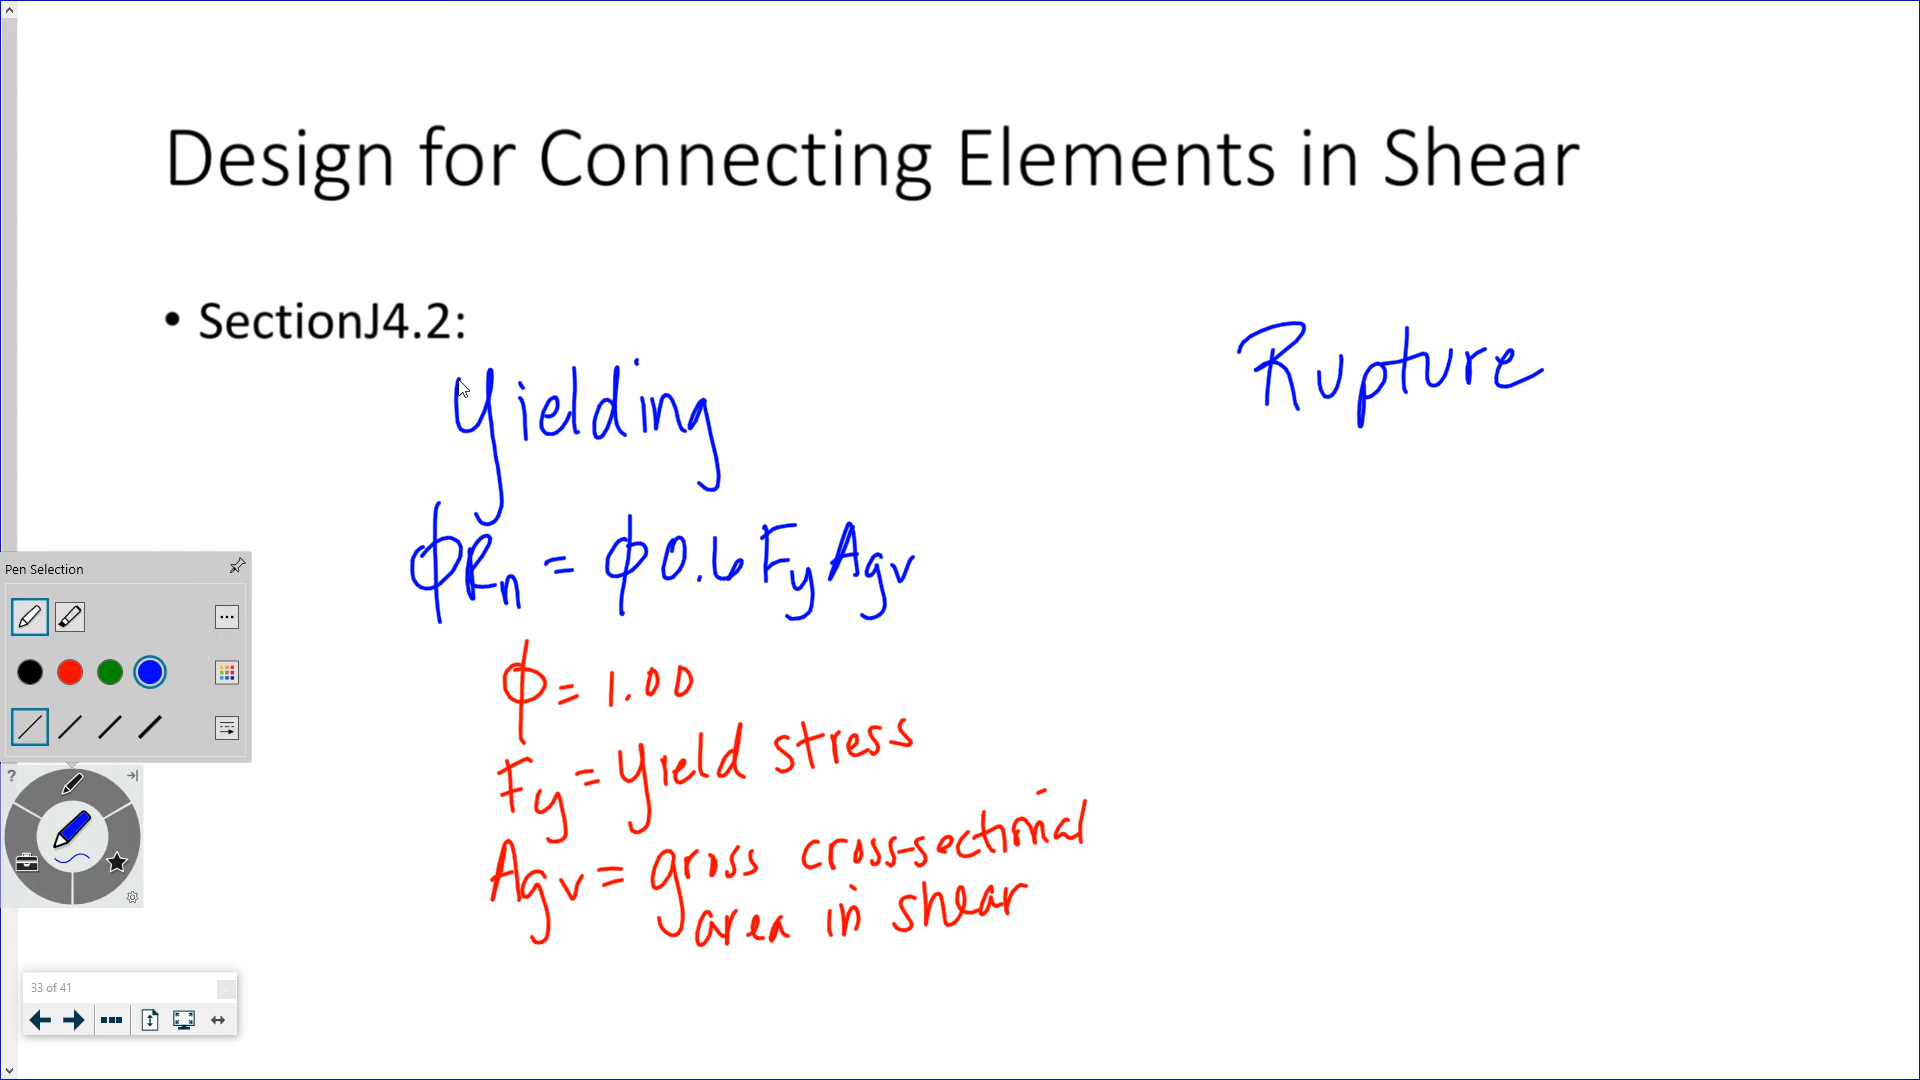 Design for Connecting Elements in Shear
• SectionJ4.2:
Yielding
Rupture
ϕRn = ϕ0.6FyAgv
ϕ = 1.00
Fy = Yield stress
Agv = gross cross-sectional
area in shear
Pen Selection
?
33 of 41